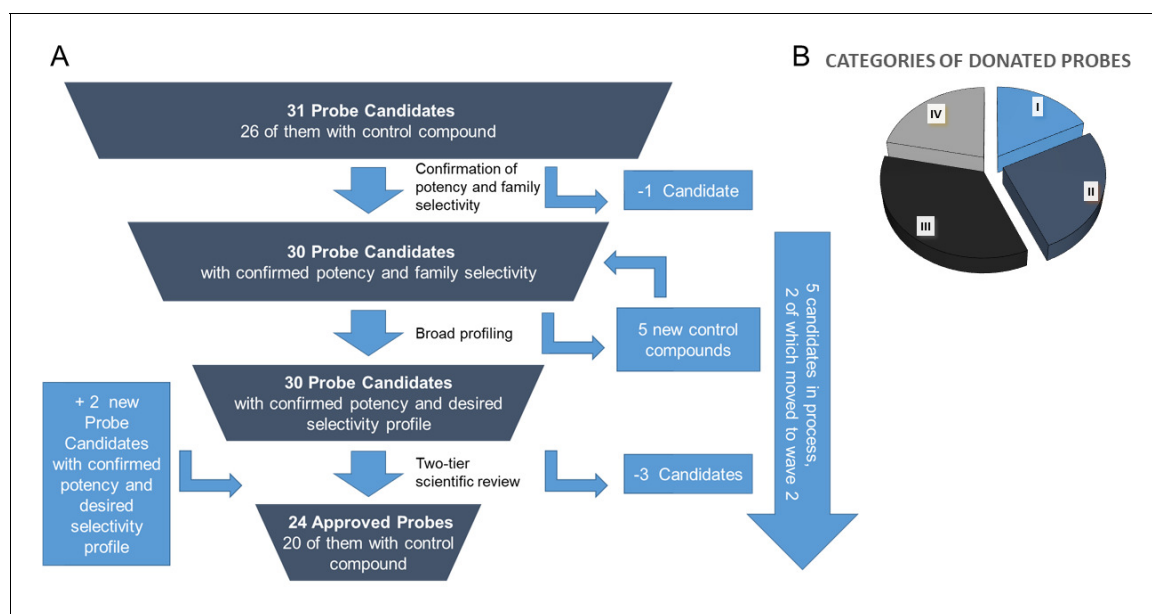 A
31 Probe Candidates
26 of them with control compound
Confirmation of
potency and family
selectivity
-1 Candidate
30 Probe Candidates
with confirmed potency and family selectivity
Broad profiling
5 new control
compounds
30 Probe Candidates
with confirmed potency and desired
selectivity profile
+ 2 new
Probe
Candidates
with confirmed
potency and
desired
selectivity
profile
Two-tier
scientific review
-3 Candidates
24 Approved Probes
20 of them with control
compound
5 candidates in process,
2 of which moved to wave 2
B
CATEGORIES OF DONATED PROBES
I
II
III
IV